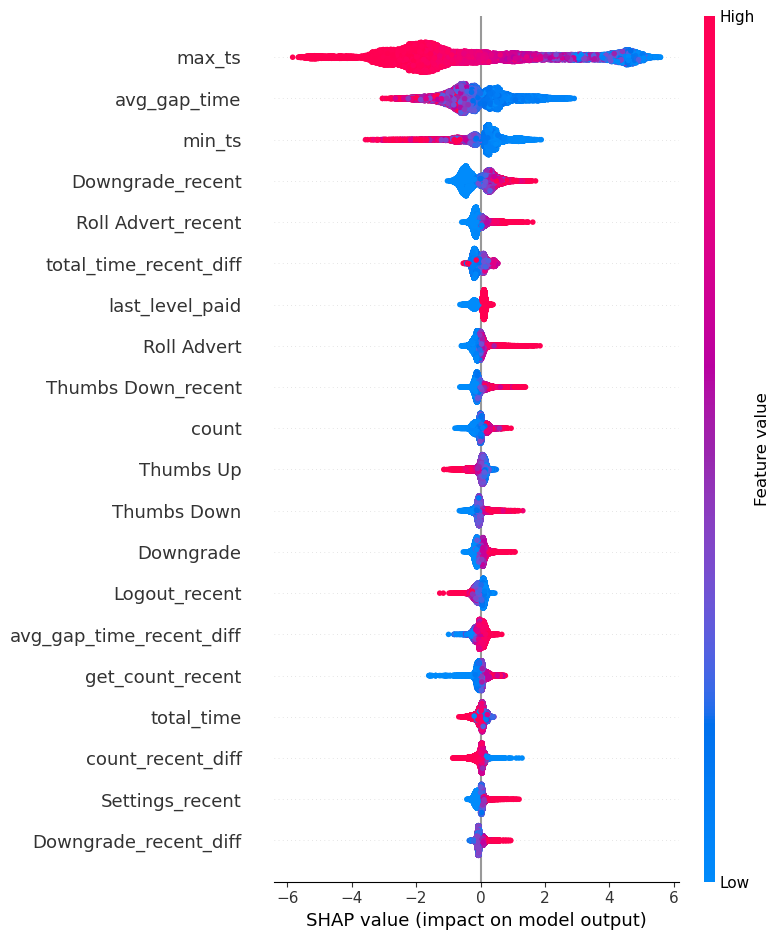 High
max_ts
avg_gap_time
min_ts
Downgrade_recent
Roll Advert_recent
total_time_recent_diff
last_level_paid
Roll Advert
Thumbs Down_recent
count
Thumbs Up
Thumbs Down
Downgrade
Logout_recent
avg_gap_time_recent_diff
get_count_recent
total_time
count_recent_diff
Settings_recent
Downgrade_recent_diff
Feature value
Low
−6 −4 −2 0 2 4 6
SHAP value (impact on model output)